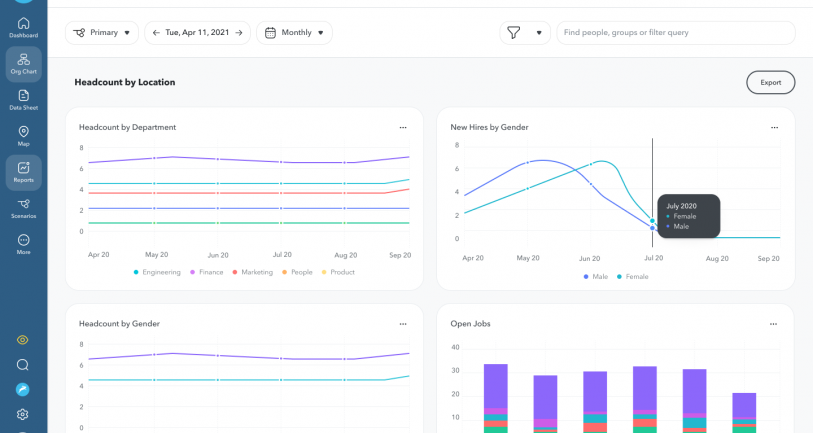 Dashboard
Org Chart
Data Sheet
Map
Reports
Scenarios
More
Primary
Tue, Apr 11, 2021
Monthly
Find people, groups or filter query
Headcount by Location
Export
Headcount by Department
8
6
4
2
0
Apr 20 May 20 Jun 20 Jul 20 Aug 20 Sep 20
Engineering Finance Marketing People Product
New Hires by Gender
8
6
4
2
0
July 2020
Female
Male
Apr 20 May 20 Jun 20 Jul 20 Aug 20 Sep 20
Male Female
Headcount by Gender
8
6
4
2
0
Open Jobs
40
30
20
10